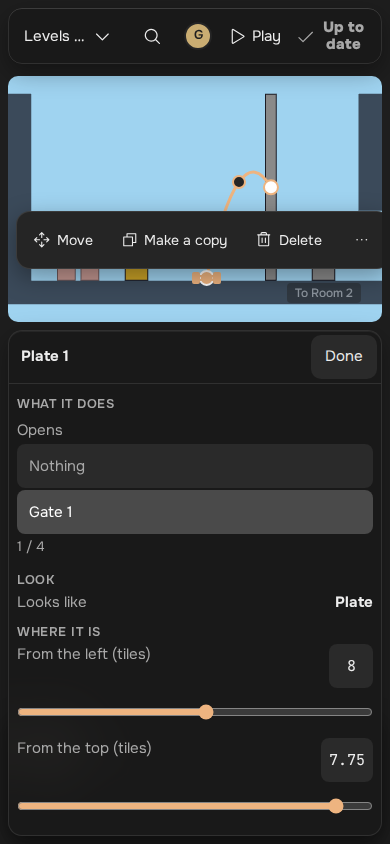 Levels ...
G
Play
Up to date
Move
Make a copy
Delete
...
To Room 2
Plate 1
Done
WHAT IT DOES
Opens
Nothing
Gate 1
1 / 4
LOOK
Looks like
Plate
WHERE IT IS
From the left (tiles)
8
From the top (tiles)
7.75